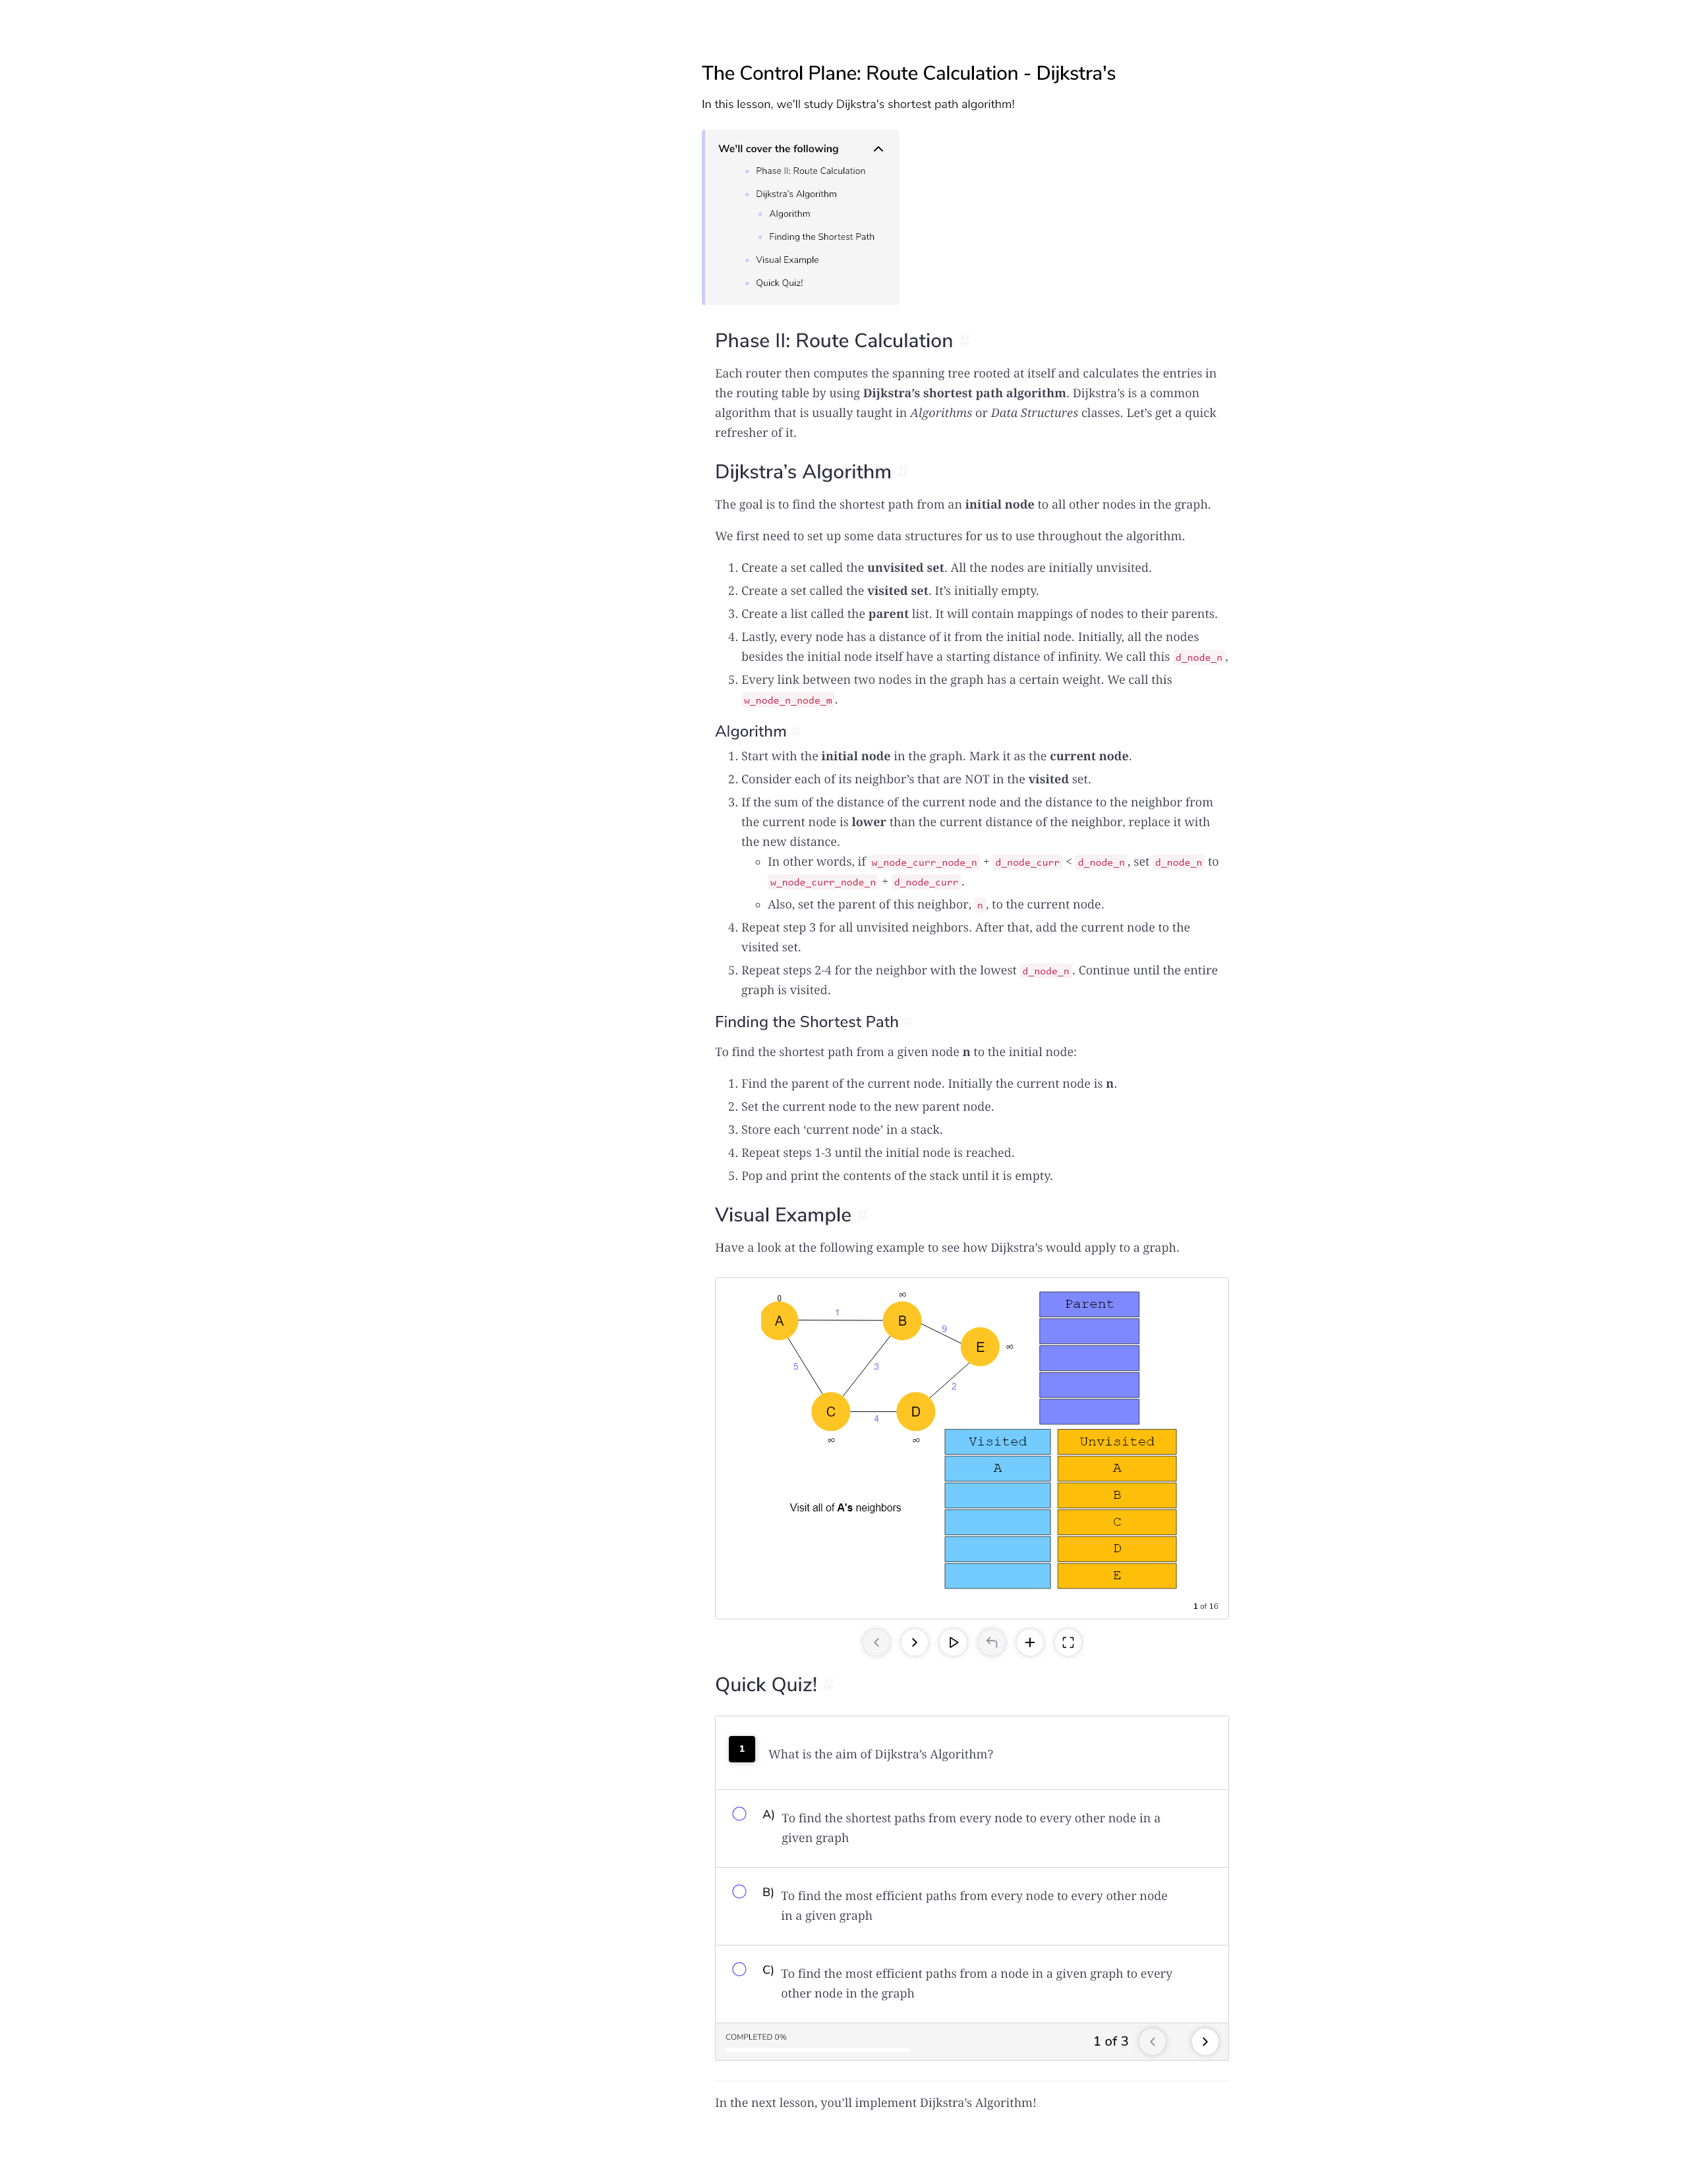 The Control Plane: Route Calculation - Dijkstra's
In this lesson, we'll study Dijkstra's shortest path algorithm!
We'll cover the following
Phase II: Route Calculation
Dijkstra's Algorithm
Algorithm
Finding the Shortest Path
Visual Example
Quick Quiz!
Phase II: Route Calculation #
Each router then computes the spanning tree rooted at itself and calculates the entries in
the routing table by using Dijkstra’s shortest path algorithm. Dijkstra’s is a common
algorithm that is usually taught in Algorithms or Data Structures classes. Let’s get a quick
refresher of it.
Dijkstra’s Algorithm #
The goal is to find the shortest path from an initial node to all other nodes in the graph.
We first need to set up some data structures for us to use throughout the algorithm.
1. Create a set called the unvisited set. All the nodes are initially unvisited.
2. Create a set called the visited set. It’s initially empty.
3. Create a list called the parent list. It will contain mappings of nodes to their parents.
4. Lastly, every node has a distance of it from the initial node. Initially, all the nodes
besides the initial node itself have a starting distance of infinity. We call this d_node_n,
5. Every link between two nodes in the graph has a certain weight. We call this
w_node_n_node_m.
Algorithm #
1. Start with the initial node in the graph. Mark it as the current node.
2. Consider each of its neighbor’s that are NOT in the visited set.
3. If the sum of the distance of the current node and the distance to the neighbor from
the current node is lower than the current distance of the neighbor, replace it with
the new distance.
In other words, if w_node_curr_node_n + d_node_curr < d_node_n, set d_node_n to
w_node_curr_node_n + d_node_curr.
Also, set the parent of this neighbor, n, to the current node.
4. Repeat step 3 for all unvisited neighbors. After that, add the current node to the
visited set.
5. Repeat steps 2-4 for the neighbor with the lowest d_node_n. Continue until the entire
graph is visited.
Finding the Shortest Path #
To find the shortest path from a given node n to the initial node:
1. Find the parent of the current node. Initially the current node is n.
2. Set the current node to the new parent node.
3. Store each ‘current node’ in a stack.
4. Repeat steps 1-3 until the initial node is reached.
5. Pop and print the contents of the stack until it is empty.
Visual Example #
Have a look at the following example to see how Dijkstra’s would apply to a graph.
0
∞
A
1
B
9
E
∞
5
3
2
C
4
D
∞
∞
Parent
Visited Unvisited
A A
B
C
D
E
Visit all of A's neighbors
1 of 16
Quick Quiz! #
1 What is the aim of Dijkstra’s Algorithm?
A) To find the shortest paths from every node to every other node in a
given graph
B) To find the most efficient paths from every node to every other node
in a given graph
C) To find the most efficient paths from a node in a given graph to every
other node in the graph
COMPLETED 0%
1 of 3
In the next lesson, you’ll implement Dijkstra’s Algorithm!